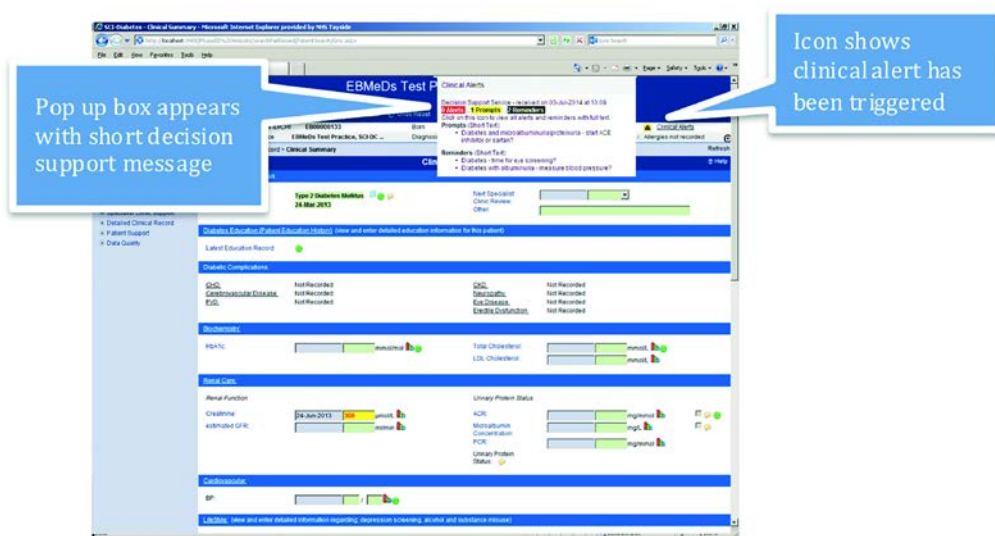 SCI-Diabetes - Clinical Summary - Microsoft Internet Explorer provided by NHS Tayside
File Edit View Favorites Tools Help
Page Safety Tools
EBMeDs Test P
Clinical Alerts
Decision Support Service - received on 03-Jun-2014 at 10:09
0 Alerts 1 Prompts 2 Reminders
Click on this icon to view all alerts and reminders with full text.
Prompts (Short Text):
• Diabetes and microalbuminuria/proteinuria - start ACE
inhibitor or sartan?
Reminders (Short Text):
• Diabetes - time for eye screening?
• Diabetes with albuminuria - measure blood pressure?
Pop up box appears
with short decision
support message
Icon shows
clinical alert has
been triggered
Born
EBMeDs Test Practice, SCI-DC ...
Clinical Alerts
Allergies not recorded
> Clinical Summary
Refresh
Clin
Help
Type 2 Diabetes Mellitus
24-Mar-2013
Next Specialist
Clinic Review:
Other:
Detailed Clinical Record
Patient Support
Data Quality
Diabetes Education (Patient Education History) (view and enter detailed education information for this patient)
Latest Education Record
Diabetic Complications
CHD: Not Recorded
Cerebrovascular Disease: Not Recorded
PVD: Not Recorded
CKD: Not Recorded
Neuropathy: Not Recorded
Eye Disease: Not Recorded
Erectile Dysfunction: Not Recorded
Biochemistry
HbA1c: mmol/mol
Total Cholesterol: mmol/L
LDL Cholesterol: mmol/L
Renal Care
Renal Function
Urinary Protein Status
Creatinine: 24-Jun-2013 µmol/L
estimated GFR: ml/min
ACR: mg/mmol
Microalbumin
Concentration: mg/L
PCR: mg/mmol
Urinary Protein
Status:
Cardiovascular
BP: /
LifeStyle (view and enter detailed information regarding; depression screening, alcohol and substance misuse)